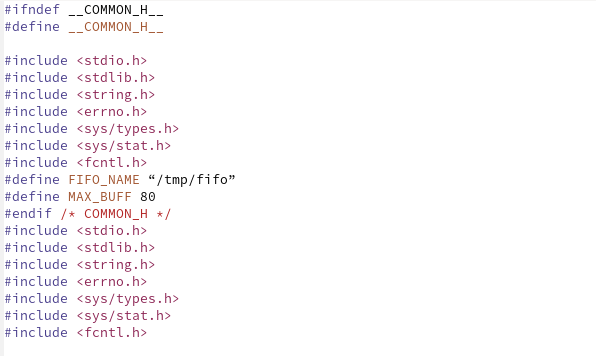 #ifndef __COMMON_H__
#define __COMMON_H__
#include <stdio.h>
#include <stdlib.h>
#include <string.h>
#include <errno.h>
#include <sys/types.h>
#include <sys/stat.h>
#include <fcntl.h>
#define FIFO_NAME “/tmp/fifo”
#define MAX_BUFF 80
#endif /* COMMON_H */
#include <stdio.h>
#include <stdlib.h>
#include <string.h>
#include <errno.h>
#include <sys/types.h>
#include <sys/stat.h>
#include <fcntl.h>